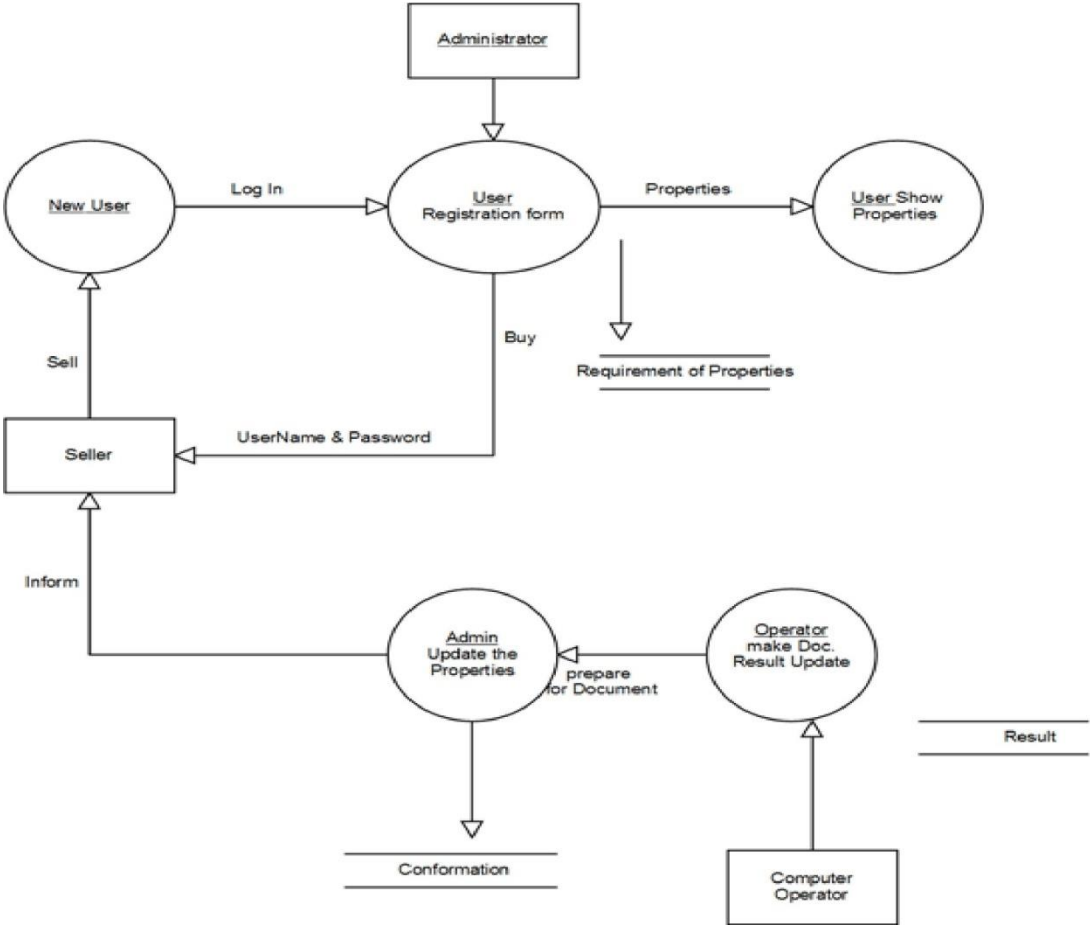 Administrator
New User
Log In
User
Registration form
Properties
User Show
Properties
Sell
Buy
Requirement of Properties
Seller
UserName & Password
Inform
Admin
Update the
Properties
prepare
for Document
Operator
make Doc.
Result Update
Result
Conformation
Computer
Operator